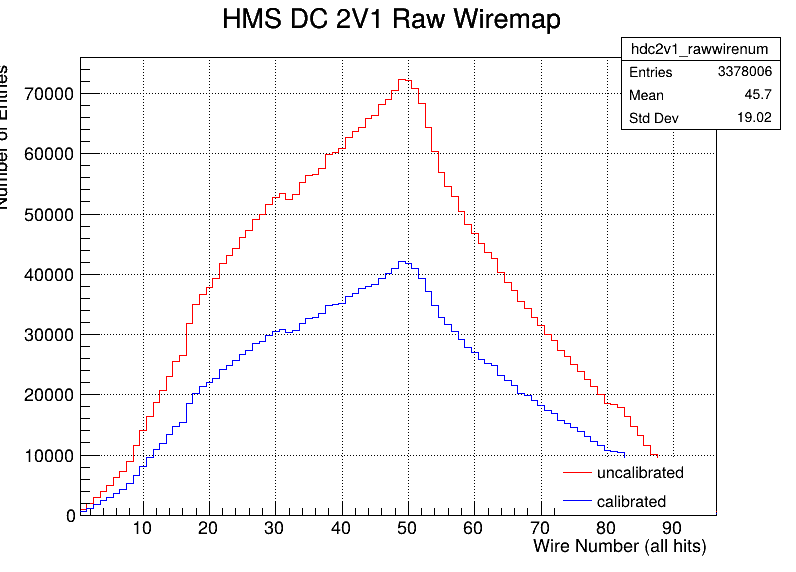 HMS DC 2V1 Raw Wiremap
hdc2v1_rawwirenum
Entries 3378006
Mean 45.7
Std Dev 19.02
Number of Entries
70000
60000
50000
40000
30000
20000
10000
0
uncalibrated
calibrated
10 20 30 40 50 60 70 80 90
Wire Number (all hits)